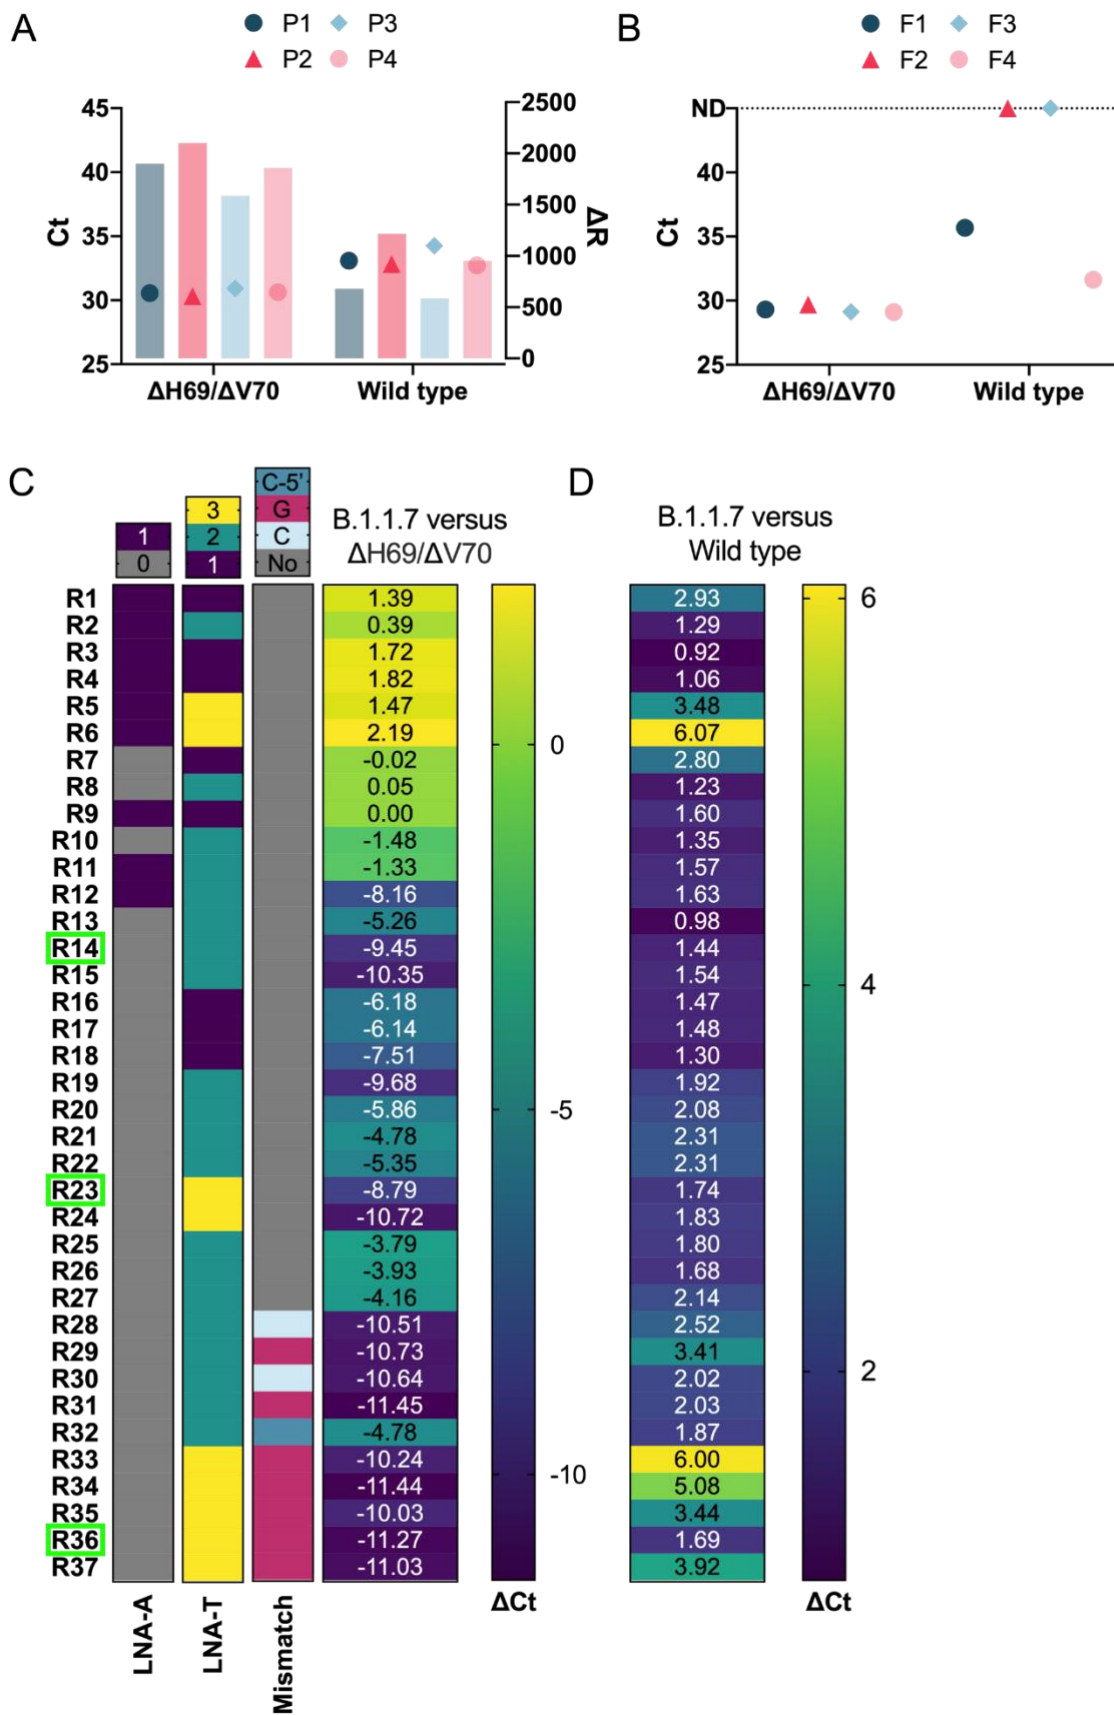 A
P1 P3
P2 P4
45
40
35
30
25
Ct
2500
2000
1500
1000
500
0
ΔR
ΔH69/ΔV70 Wild type
B
F1 F3
F2 F4
ND
40
35
30
25
Ct
ΔH69/ΔV70 Wild type
C
1
0
3
2
1
C-5'
G
C
No
B.1.1.7 versus
ΔH69/ΔV70
D
B.1.1.7 versus
Wild type
R1 1.39 2.93
R2 0.39 1.29
R3 1.72 0.92
R4 1.82 1.06
R5 1.47 3.48
R6 2.19 6.07
R7 -0.02 2.80
R8 0.05 1.23
R9 0.00 1.60
R10 -1.48 1.35
R11 -1.33 1.57
R12 -8.16 1.63
R13 -5.26 0.98
R14 -9.45 1.44
R15 -10.35 1.54
R16 -6.18 1.47
R17 -6.14 1.48
R18 -7.51 1.30
R19 -9.68 1.92
R20 -5.86 2.08
R21 -4.78 2.31
R22 -5.35 2.31
R23 -8.79 1.74
R24 -10.72 1.83
R25 -3.79 1.80
R26 -3.93 1.68
R27 -4.16 2.14
R28 -10.51 2.52
R29 -10.73 3.41
R30 -10.64 2.02
R31 -11.45 2.03
R32 -4.78 1.87
R33 -10.24 6.00
R34 -11.44 5.08
R35 -10.03 3.44
R36 -11.27 1.69
R37 -11.03 3.92
0
-5
-10
ΔCt
6
4
2
ΔCt
LNA-A
LNA-T
Mismatch